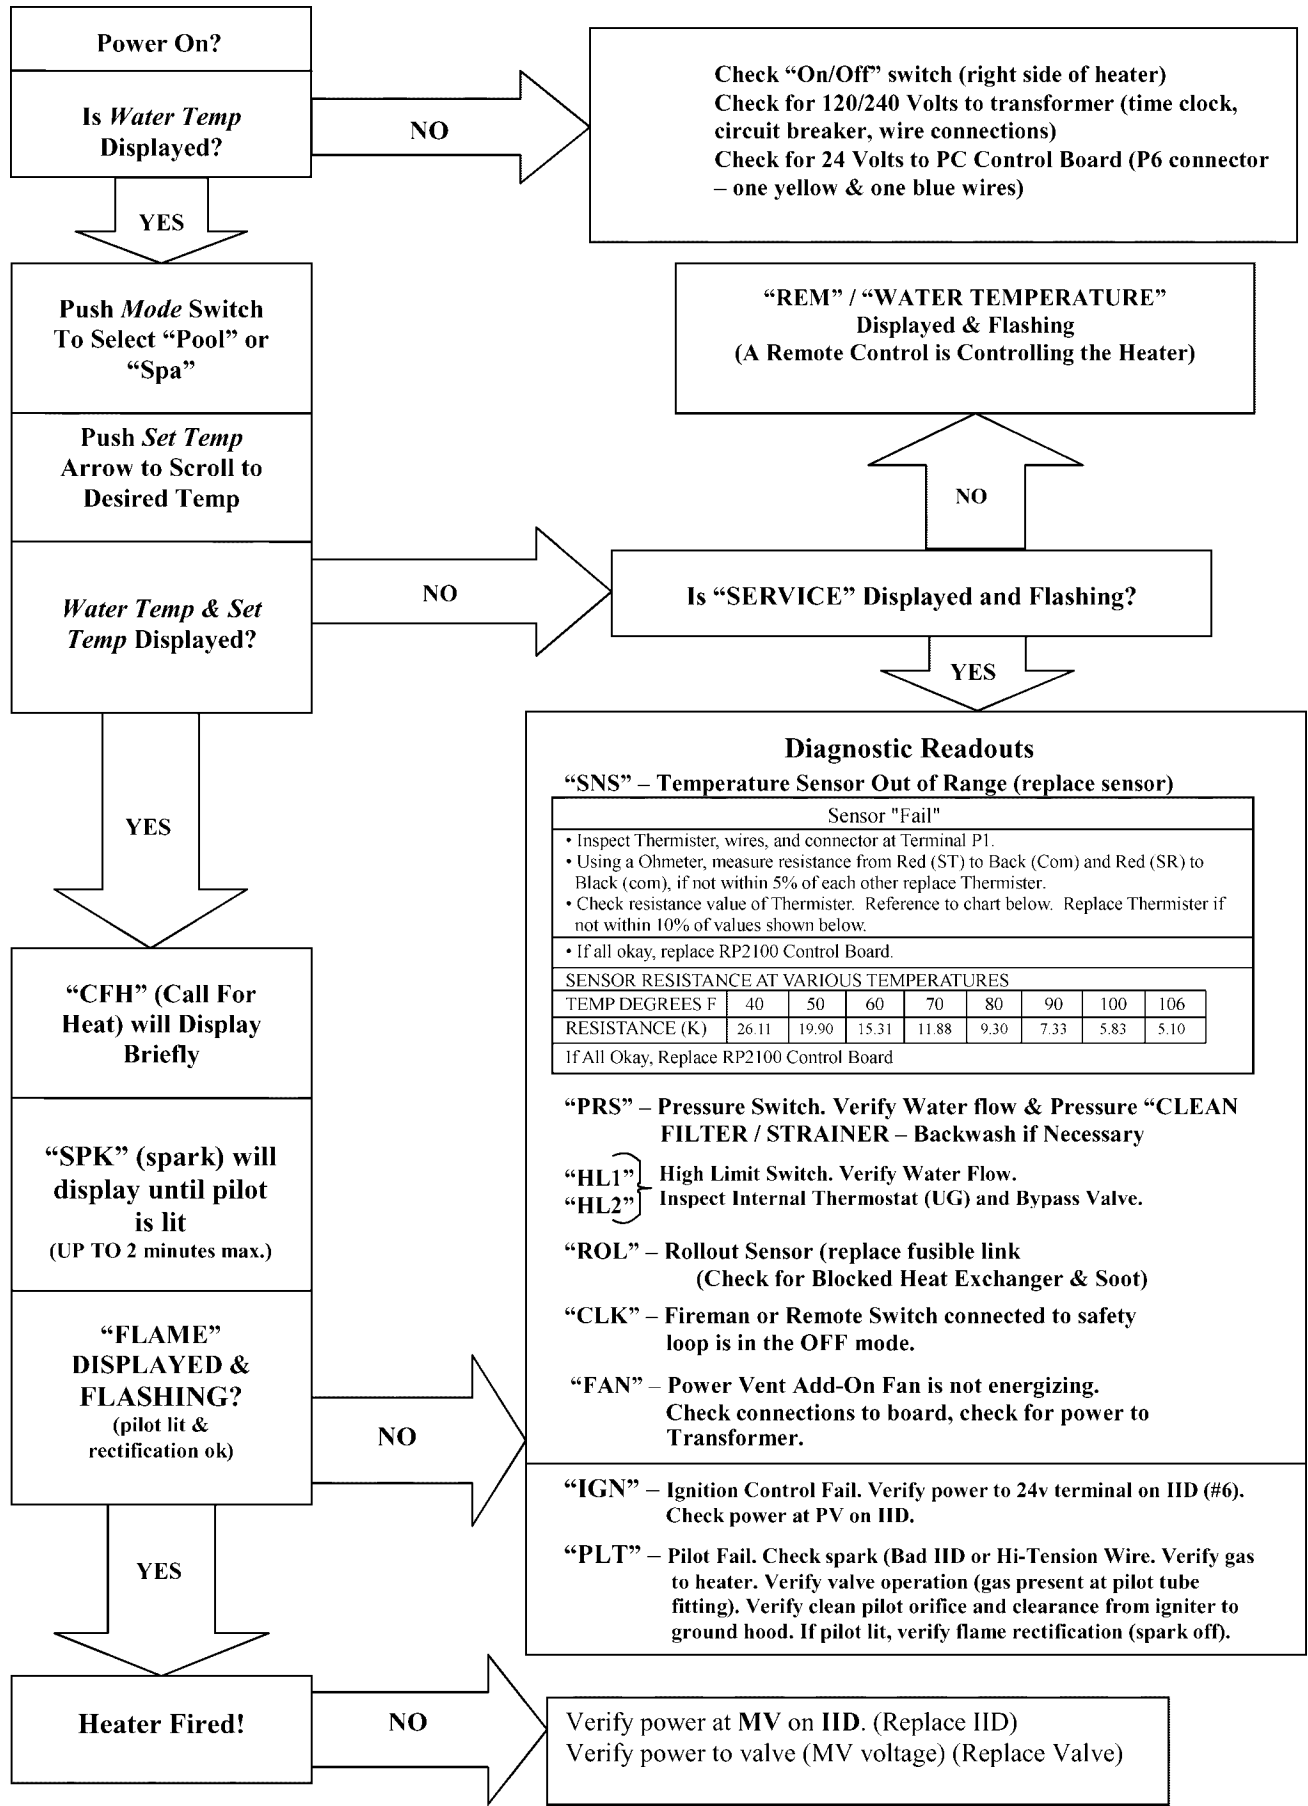 Power On?
Is Water Temp
Displayed?
NO
Check “On/Off” switch (right side of heater)
Check for 120/240 Volts to transformer (time clock,
circuit breaker, wire connections)
Check for 24 Volts to PC Control Board (P6 connector
– one yellow & one blue wires)
YES
Push Mode Switch
To Select “Pool” or
“Spa”
Push Set Temp
Arrow to Scroll to
Desired Temp
Water Temp & Set
Temp Displayed?
NO
Is “SERVICE” Displayed and Flashing?
NO
“REM” / “WATER TEMPERATURE”
Displayed & Flashing
(A Remote Control is Controlling the Heater)
YES
Diagnostic Readouts
“SNS” – Temperature Sensor Out of Range (replace sensor)
Sensor "Fail"
• Inspect Thermister, wires, and connector at Terminal P1.
• Using a Ohmeter, measure resistance from Red (ST) to Back (Com) and Red (SR) to
Black (com), if not within 5% of each other replace Thermister.
• Check resistance value of Thermister. Reference to chart below. Replace Thermister if
not within 10% of values shown below.
• If all okay, replace RP2100 Control Board.
SENSOR RESISTANCE AT VARIOUS TEMPERATURES
TEMP DEGREES F 40 50 60 70 80 90 100 106
RESISTANCE (K) 26.11 19.90 15.31 11.88 9.30 7.33 5.83 5.10
If All Okay, Replace RP2100 Control Board
“PRS” – Pressure Switch. Verify Water flow & Pressure “CLEAN
FILTER / STRAINER – Backwash if Necessary
“HL1” High Limit Switch. Verify Water Flow.
“HL2” Inspect Internal Thermostat (UG) and Bypass Valve.
“ROL” – Rollout Sensor (replace fusible link
(Check for Blocked Heat Exchanger & Soot)
“CLK” – Fireman or Remote Switch connected to safety
loop is in the OFF mode.
“FAN” – Power Vent Add-On Fan is not energizing.
Check connections to board, check for power to
Transformer.
“IGN” – Ignition Control Fail. Verify power to 24v terminal on IID (#6).
Check power at PV on IID.
“PLT” – Pilot Fail. Check spark (Bad IID or Hi-Tension Wire. Verify gas
to heater. Verify valve operation (gas present at pilot tube
fitting). Verify clean pilot orifice and clearance from igniter to
ground hood. If pilot lit, verify flame rectification (spark off).
YES
“CFH” (Call For
Heat) will Display
Briefly
“SPK” (spark) will
display until pilot
is lit
(UP TO 2 minutes max.)
“FLAME”
DISPLAYED &
FLASHING?
(pilot lit &
rectification ok)
NO
YES
Heater Fired!
NO
Verify power at MV on IID. (Replace IID)
Verify power to valve (MV voltage) (Replace Valve)